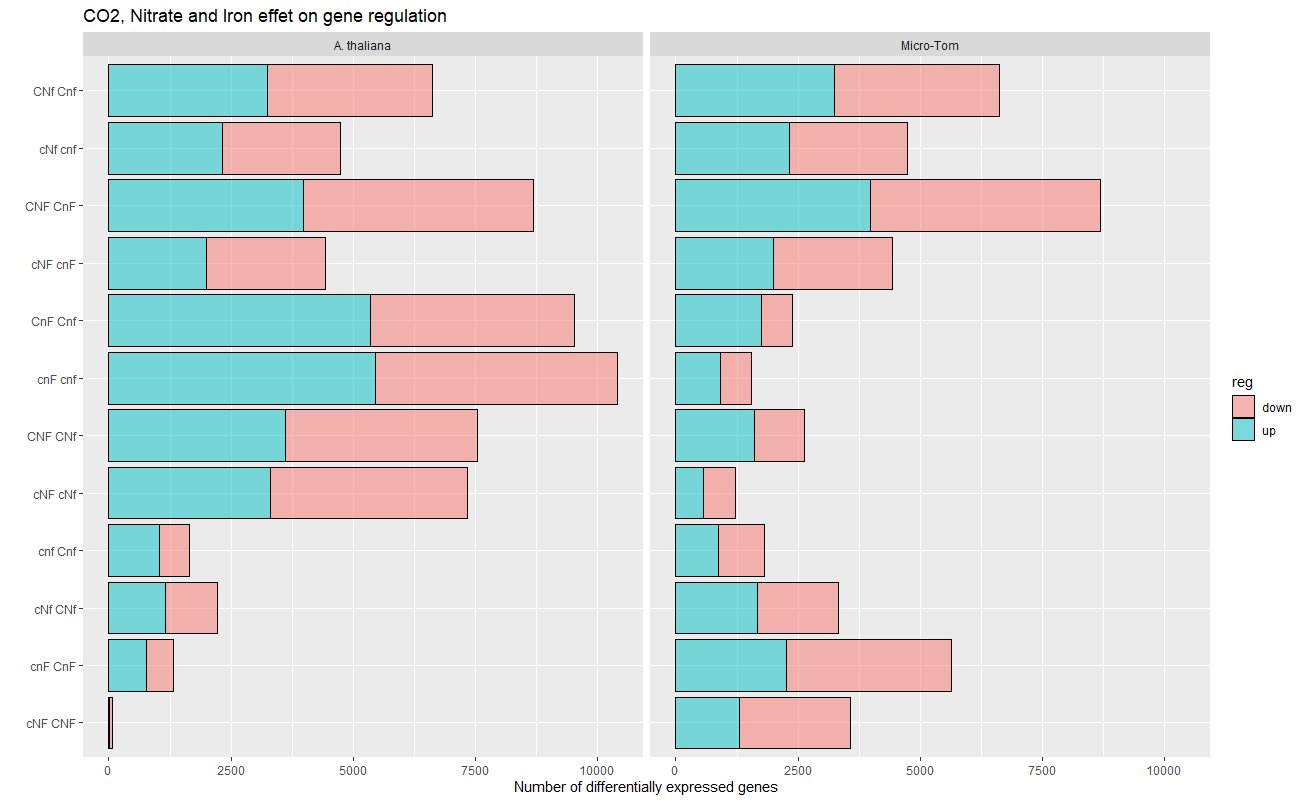 CO2, Nitrate and Iron effet on gene regulation
A. thaliana
Micro-Tom
CNf Cnf
cNf cnf
CNF CnF
cNF cnF
CnF Cnf
cnF cnf
CNF CNf
cNF cNf
cnf Cnf
cNf CNf
cnF CnF
cNF CNF
0 2500 5000 7500 10000
0 2500 5000 7500 10000
Number of differentially expressed genes
reg
down
up